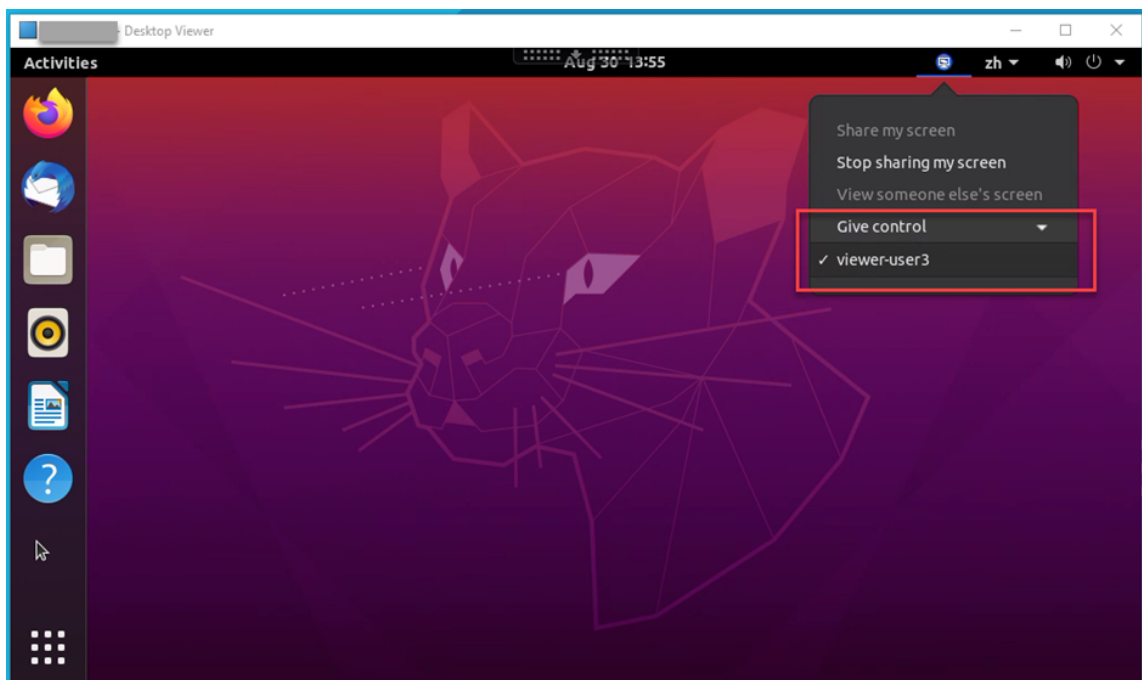 - Desktop Viewer
Activities
Aug 30 13:55
zh
Share my screen
Stop sharing my screen
View someone else's screen
Give control
✓ viewer-user3
?